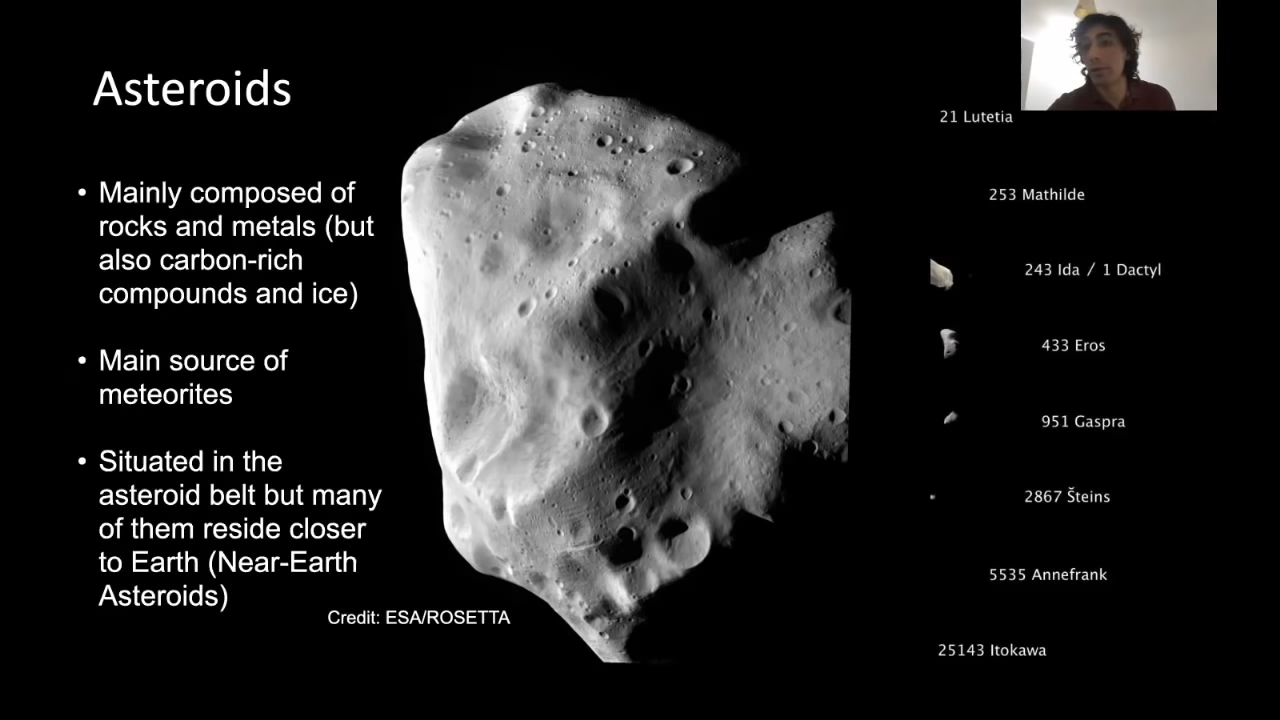 Asteroids
• Mainly composed of
rocks and metals (but
also carbon-rich
compounds and ice)
• Main source of
meteorites
• Situated in the
asteroid belt but many
of them reside closer
to Earth (Near-Earth
Asteroids)
Credit: ESA/ROSETTA
21 Lutetia
253 Mathilde
243 Ida / 1 Dactyl
433 Eros
951 Gaspra
2867 Šteins
5535 Annefrank
25143 Itokawa